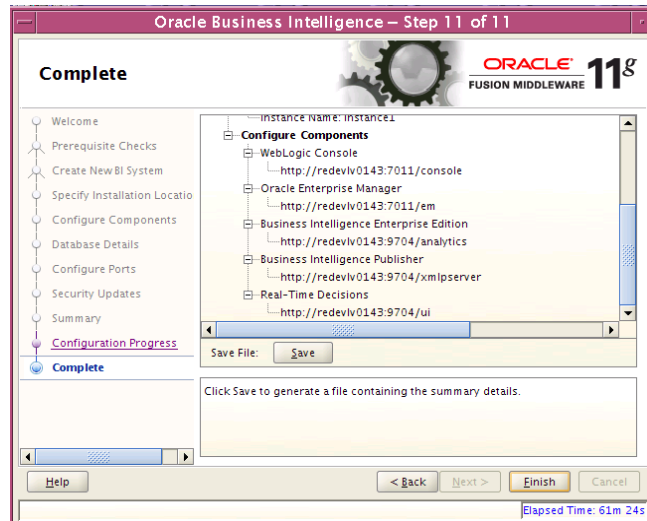 Oracle Business Intelligence – Step 11 of 11
Complete
ORACLE
FUSION MIDDLEWARE 11g
Welcome
Prerequisite Checks
Create New BI System
Specify Installation Locatio
Configure Components
Database Details
Configure Ports
Security Updates
Summary
Configuration Progress
Complete
Instance Name: Instance1
Configure Components
WebLogic Console
http://redevlv0143:7011/console
Oracle Enterprise Manager
http://redevlv0143:7011/em
Business Intelligence Enterprise Edition
http://redevlv0143:9704/analytics
Business Intelligence Publisher
http://redevlv0143:9704/xmlpserver
Real-Time Decisions
http://redevlv0143:9704/ui
Save File: Save
Click Save to generate a file containing the summary details.
Help < Back Next > Finish Cancel
Elapsed Time: 61m 24s